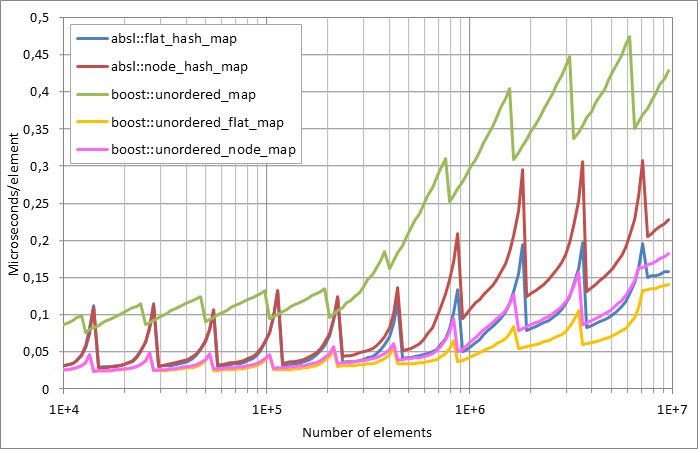 0,5
0,45
0,4
0,35
0,3
0,25
0,2
0,15
0,1
0,05
0
Microseconds/element
absl::flat_hash_map
absl::node_hash_map
boost::unordered_map
boost::unordered_flat_map
boost::unordered_node_map
1E+4
1E+5
1E+6
1E+7
Number of elements